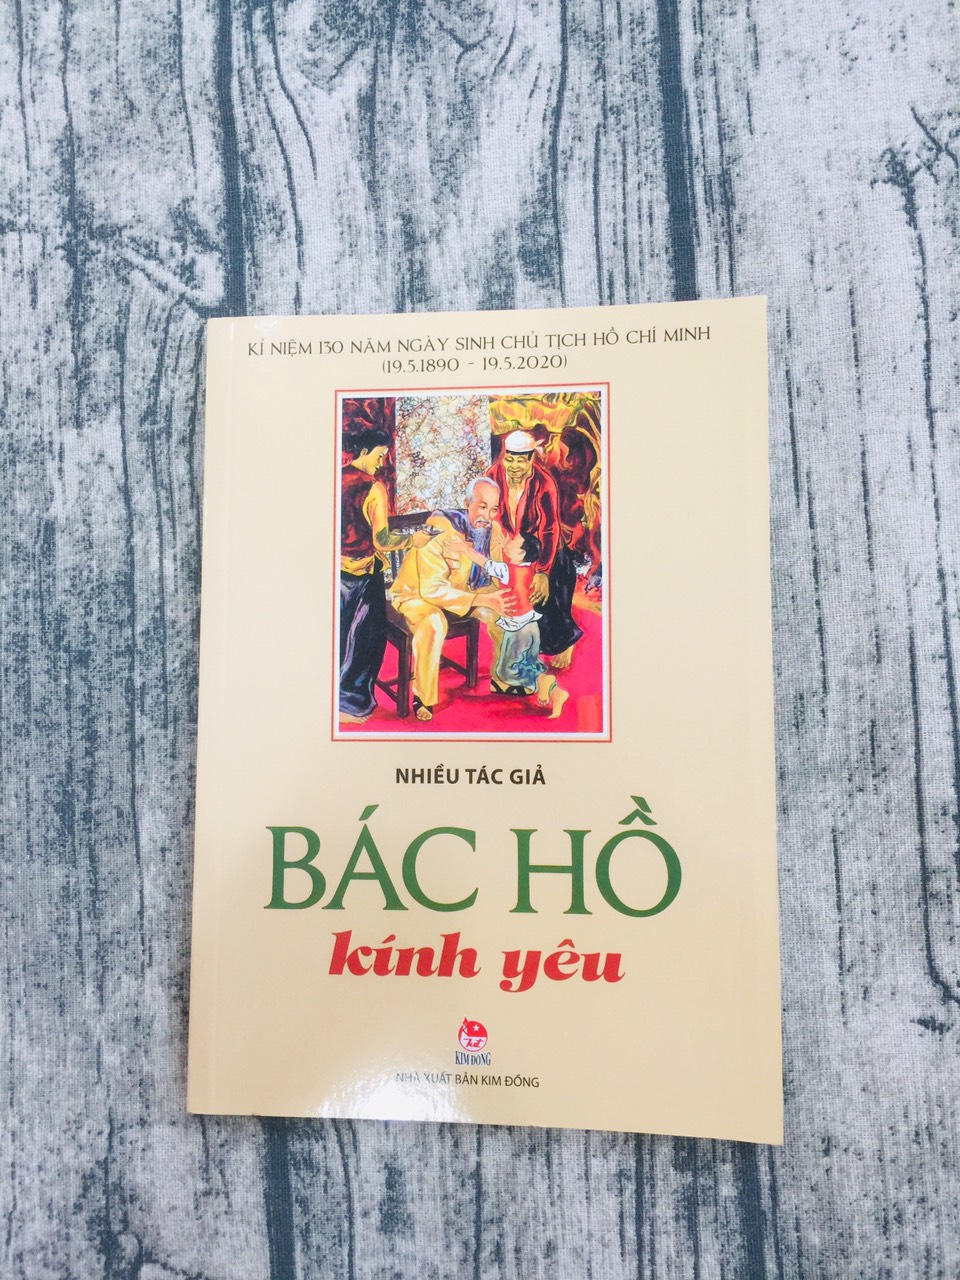 KỈ NIỆM 130 NĂM NGÀY SINH CHỦ TỊCH HỒ CHÍ MINH
(19.5.1890 - 19.5.2020)
NHIỀU TÁC GIẢ
BÁC HỒ
kính yêu
KIM ĐỒNG
NHÀ XUẤT BẢN KIM ĐỒNG